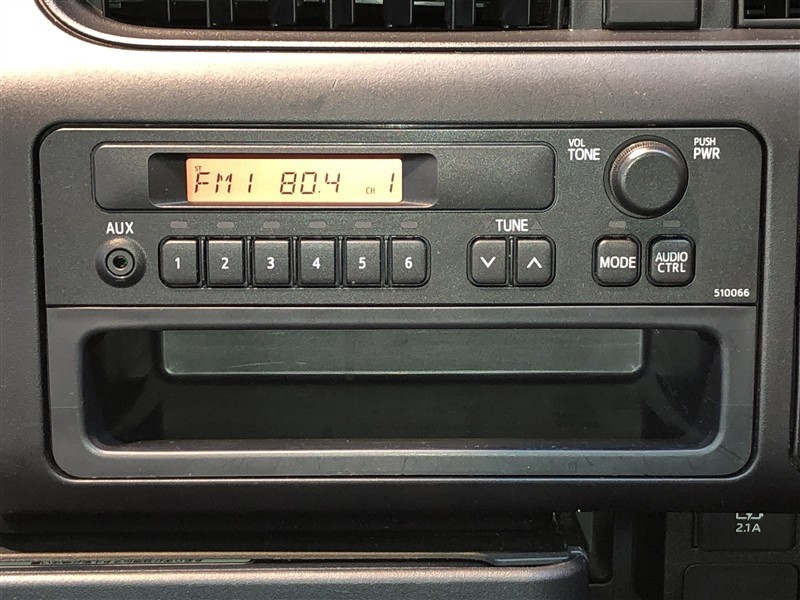 VOL
TONE
PUSH
PWR
ST
FM1 80.4 CH 1
AUX
TUNE
1 2 3 4 5 6
MODE
AUDIO
CTRL
510066
2.1A